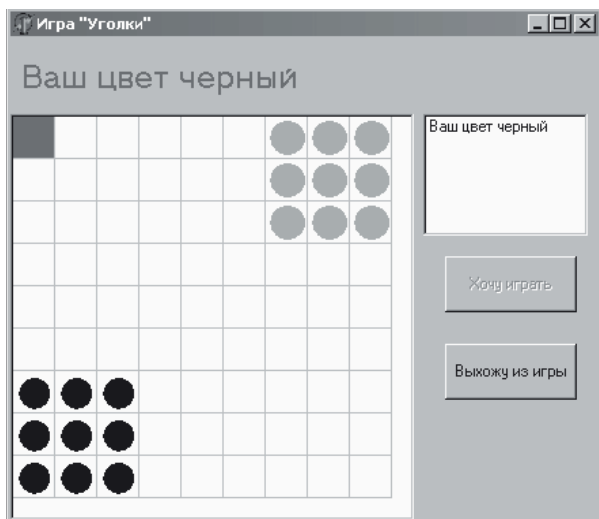 Игра "Уголки"
Ваш цвет черный
Ваш цвет черный
Хочу играть
Выхожу из игры